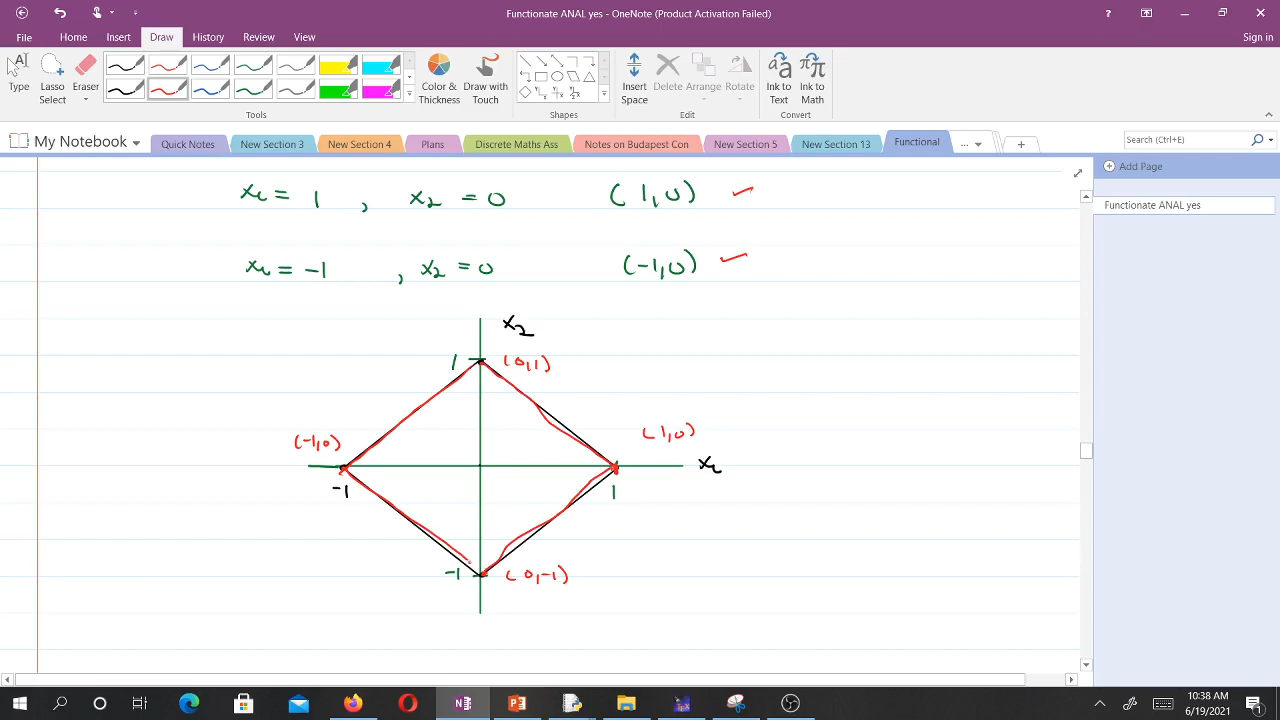 Functionate ANAL yes - OneNote (Product Activation Failed)
File Home Insert Draw History Review View Sign in
Type Lasso Select Eraser Color & Thickness Draw with Touch Insert Space Delete Arrange Rotate Ink to Text Ink to Math
Tools Shapes Edit Convert
My Notebook Quick Notes New Section 3 New Section 4 Plans Discrete Maths Ass Notes on Budapest Con New Section 5 New Section 13 Functional ... Search (Ctrl+E)
Add Page
Functionate ANAL yes
x₁ = 1 , x₂ = 0 (1,0) ✓
x₁ = -1 , x₂ = 0 (-1,0) ✓
x₂
1 (0,1)
(-1,0) (1,0)
x₁
-1 1
-1 (0,-1)
10:38 AM
6/19/2021